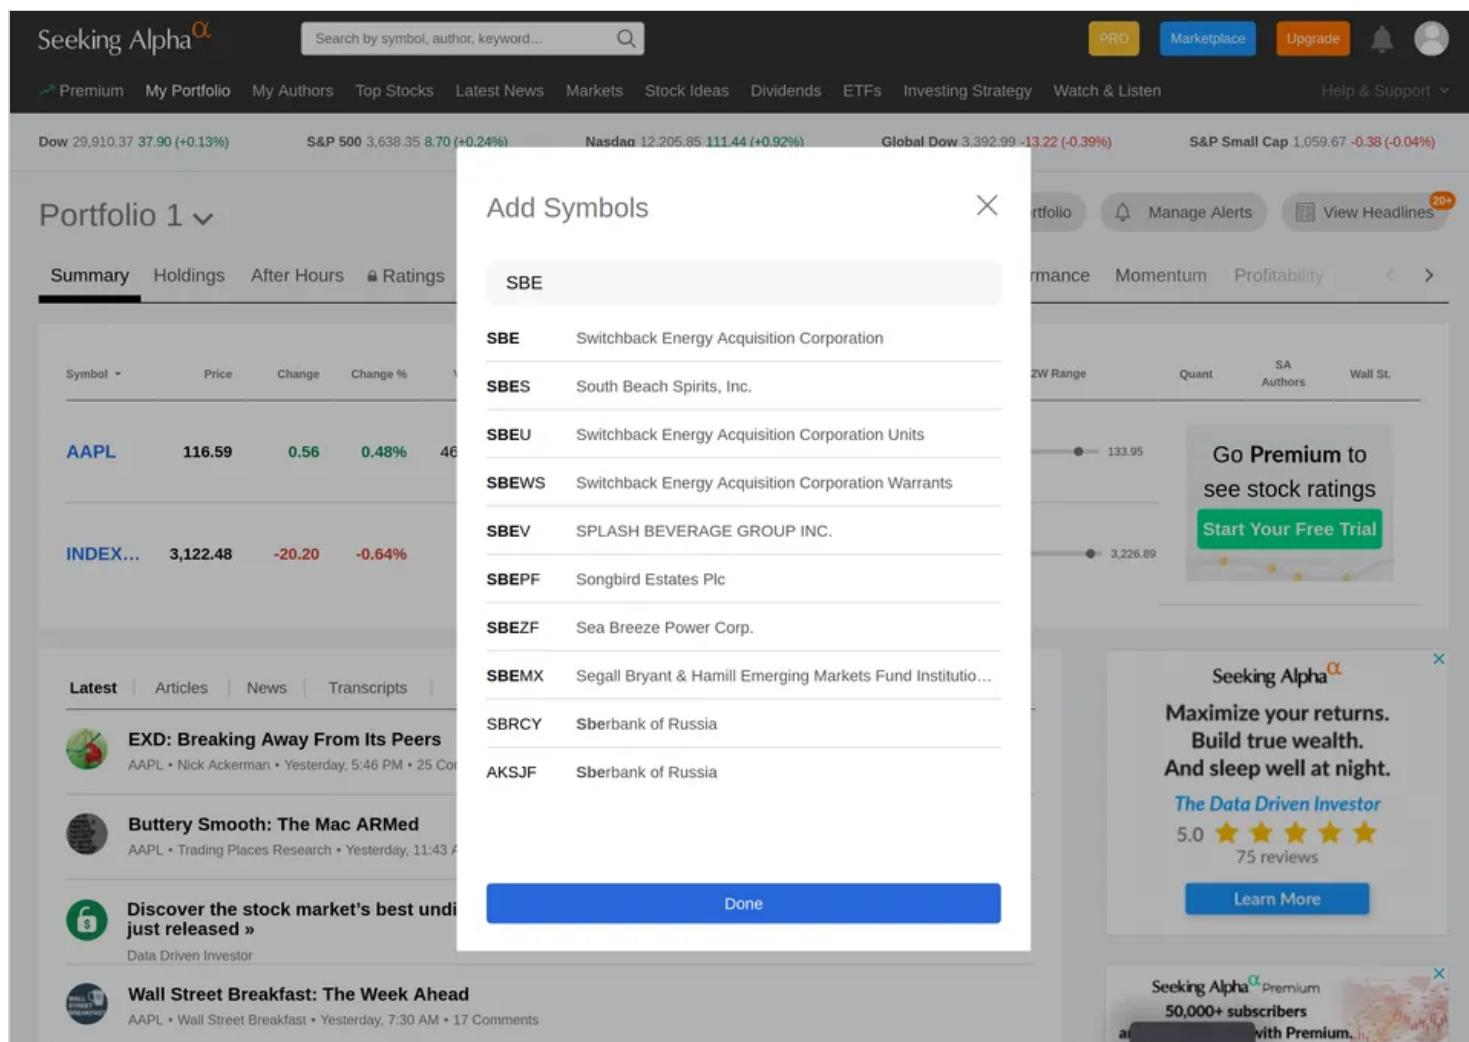 Seeking Alphaα
Search by symbol, author, keyword...
PRO
Marketplace
Upgrade
Premium
My Portfolio
My Authors
Top Stocks
Latest News
Markets
Stock Ideas
Dividends
ETFs
Investing Strategy
Watch & Listen
Help & Support
Dow 29,910.37 37.90 (+0.13%)
S&P 500 3,638.35 8.70 (+0.24%)
Nasdaq 12,205.85 111.44 (+0.92%)
Global Dow 3,392.99 -13.22 (-0.39%)
S&P Small Cap 1,059.67 -0.38 (-0.04%)
Portfolio 1
rtfolio
Manage Alerts
View Headlines
20+
Summary
Holdings
After Hours
Ratings
rmance
Momentum
Profitability
Symbol
Price
Change
Change %
2W Range
Quant
SA
Authors
Wall St.
AAPL 116.59 0.56 0.48% 46
133.95
INDEX... 3,122.48 -20.20 -0.64%
3,226.89
Go Premium to
see stock ratings
Start Your Free Trial
Add Symbols
SBE
SBE Switchback Energy Acquisition Corporation
SBES South Beach Spirits, Inc.
SBEU Switchback Energy Acquisition Corporation Units
SBEWS Switchback Energy Acquisition Corporation Warrants
SBEV SPLASH BEVERAGE GROUP INC.
SBEPF Songbird Estates Plc
SBEZF Sea Breeze Power Corp.
SBEMX Segall Bryant & Hamill Emerging Markets Fund Institutio...
SBRCY Sberbank of Russia
AKSJF Sberbank of Russia
Done
Latest
Articles
News
Transcripts
EXD: Breaking Away From Its Peers
AAPL • Nick Ackerman • Yesterday, 5:46 PM • 25 Co
Buttery Smooth: The Mac ARMed
AAPL • Trading Places Research • Yesterday, 11:43
Discover the stock market's best undi
just released »
Data Driven Investor
WALL
STREET
BREAKFAST
Wall Street Breakfast: The Week Ahead
AAPL • Wall Street Breakfast • Yesterday, 7:30 AM • 17 Comments
Seeking Alphaα
Maximize your returns.
Build true wealth.
And sleep well at night.
The Data Driven Investor
5.0
75 reviews
Learn More
Seeking Alphaα Premium
50,000+ subscribers
with Premium.